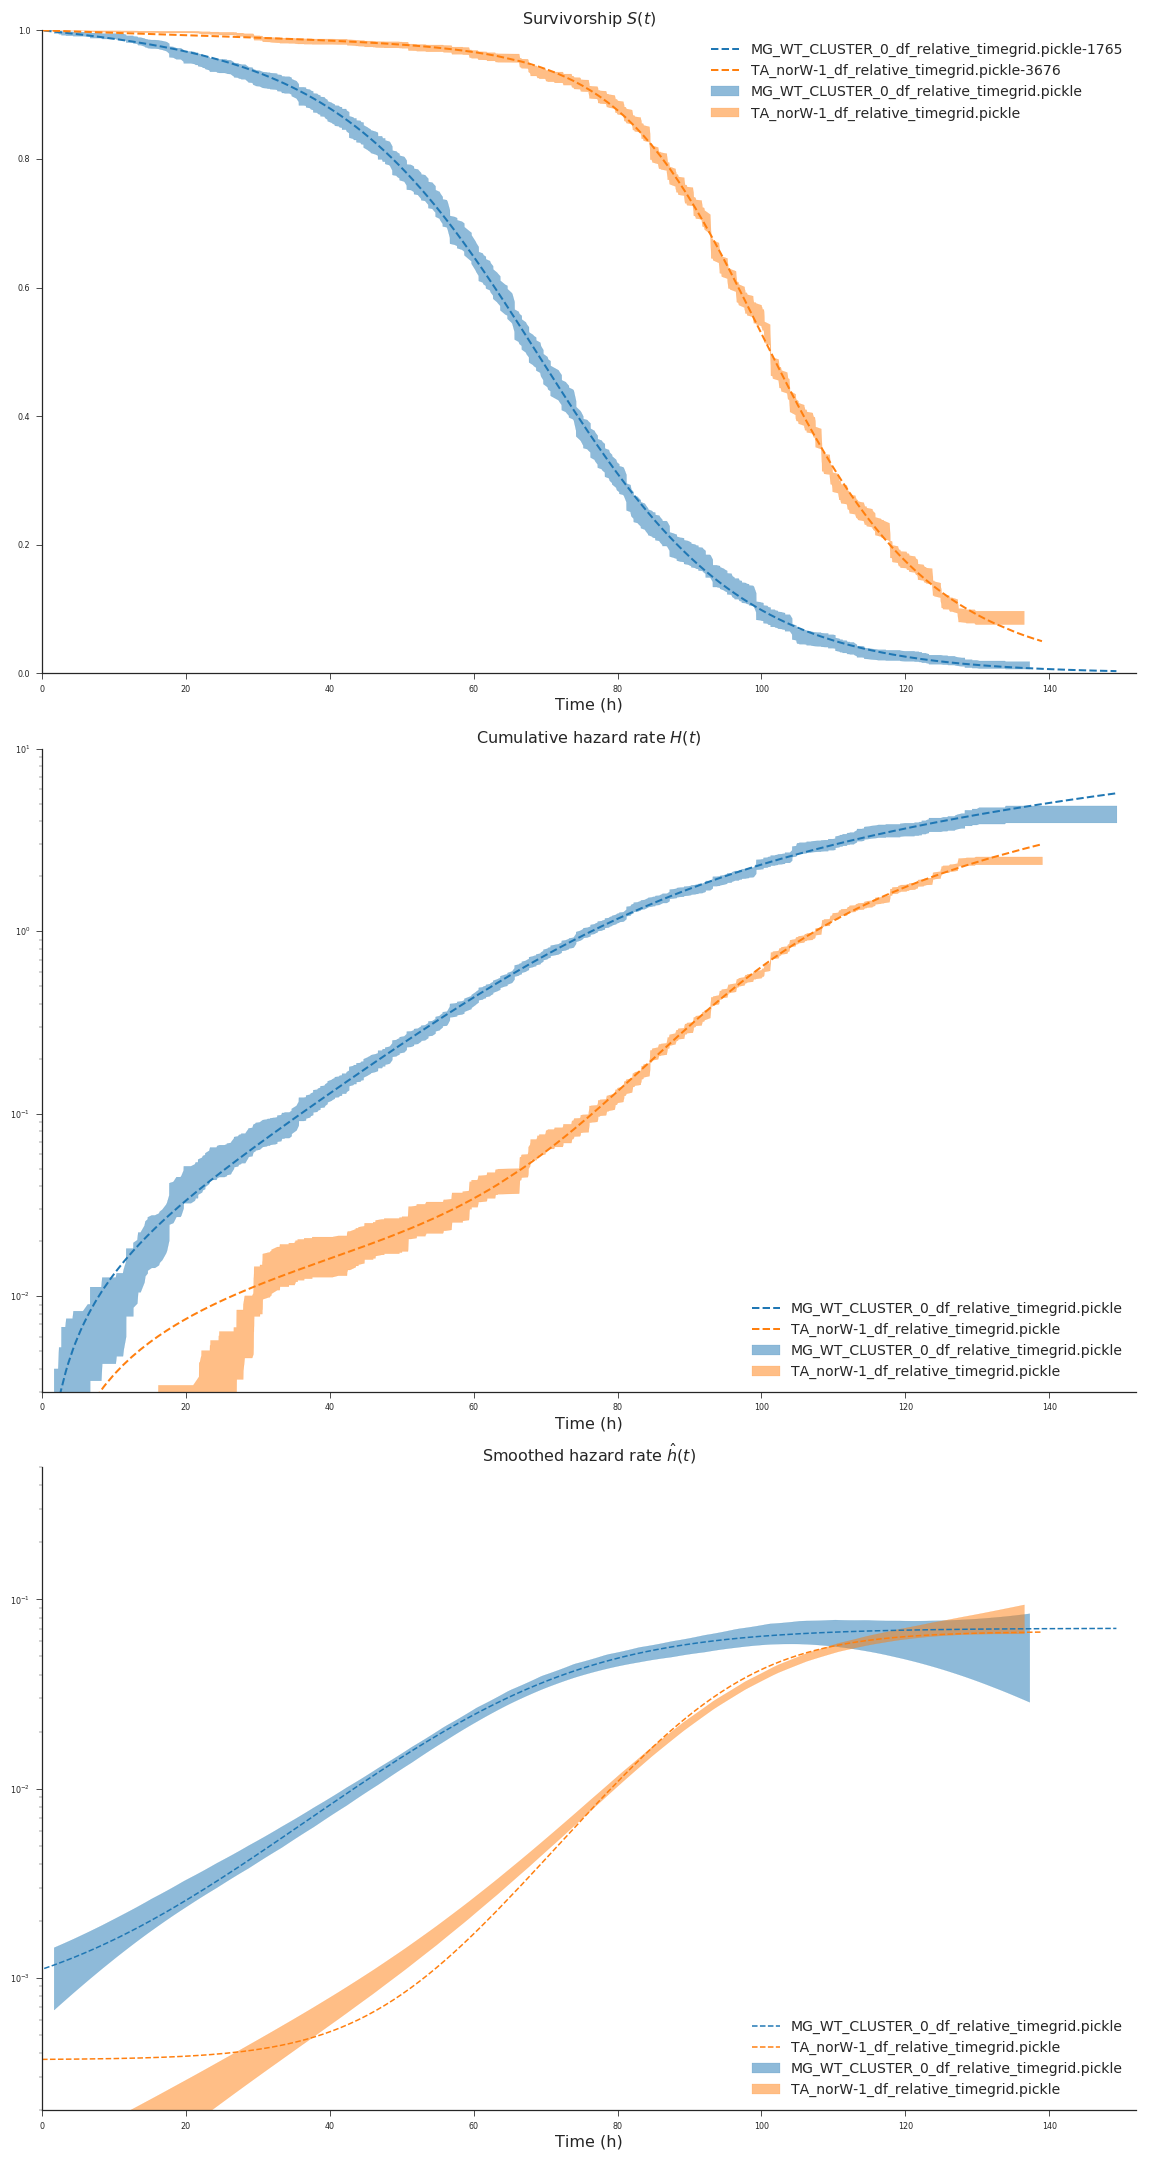 Survivorship S(t)
1.0
0.8
0.6
0.4
0.2
0.0
MG_WT_CLUSTER_0_df_relative_timegrid.pickle-1765
TA_norW-1_df_relative_timegrid.pickle-3676
MG_WT_CLUSTER_0_df_relative_timegrid.pickle
TA_norW-1_df_relative_timegrid.pickle
0 20 40 60 80 100 120 140
Time (h)
Cumulative hazard rate H(t)
10¹
10⁰
10⁻¹
10⁻²
MG_WT_CLUSTER_0_df_relative_timegrid.pickle
TA_norW-1_df_relative_timegrid.pickle
MG_WT_CLUSTER_0_df_relative_timegrid.pickle
TA_norW-1_df_relative_timegrid.pickle
0 20 40 60 80 100 120 140
Time (h)
Smoothed hazard rate ĥ(t)
10⁻¹
10⁻²
10⁻³
MG_WT_CLUSTER_0_df_relative_timegrid.pickle
TA_norW-1_df_relative_timegrid.pickle
MG_WT_CLUSTER_0_df_relative_timegrid.pickle
TA_norW-1_df_relative_timegrid.pickle
0 20 40 60 80 100 120 140
Time (h)